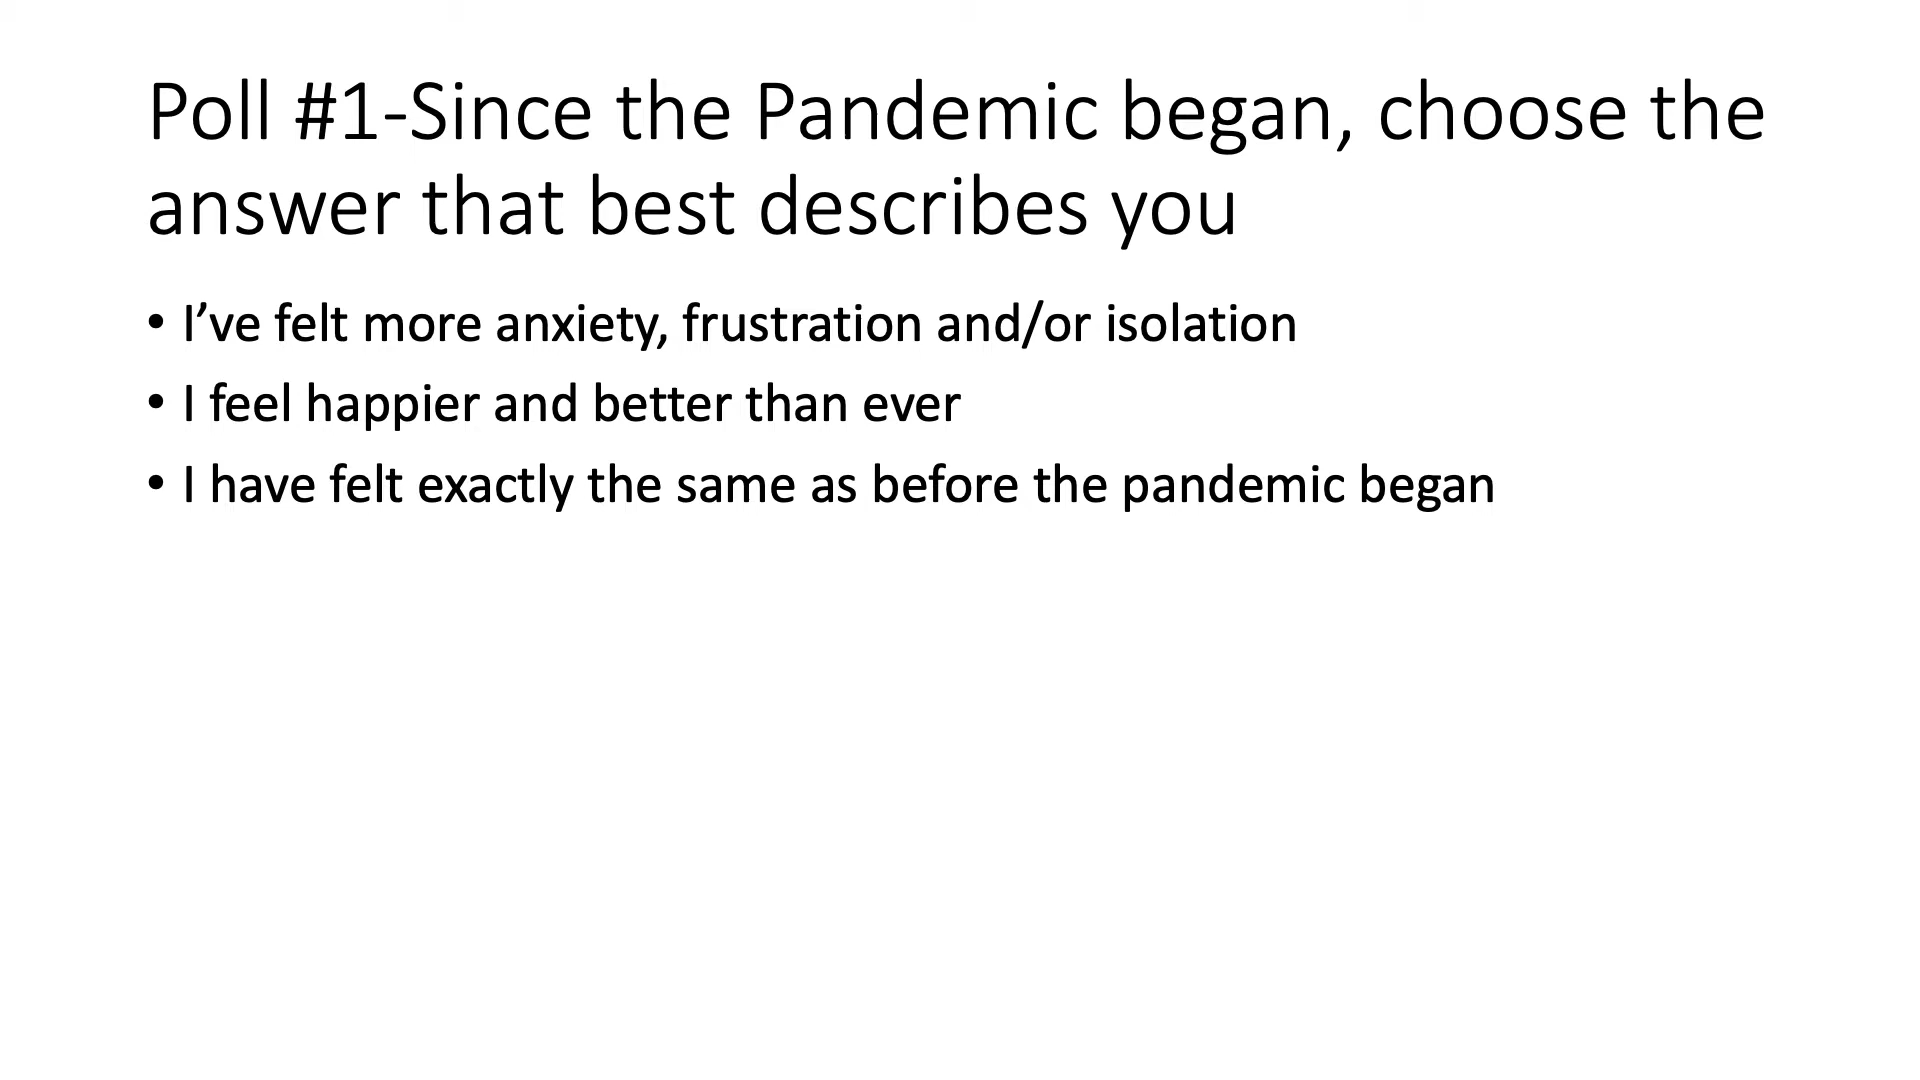 Poll #1-Since the Pandemic began, choose the
answer that best describes you
• I’ve felt more anxiety, frustration and/or isolation
• I feel happier and better than ever
• I have felt exactly the same as before the pandemic began